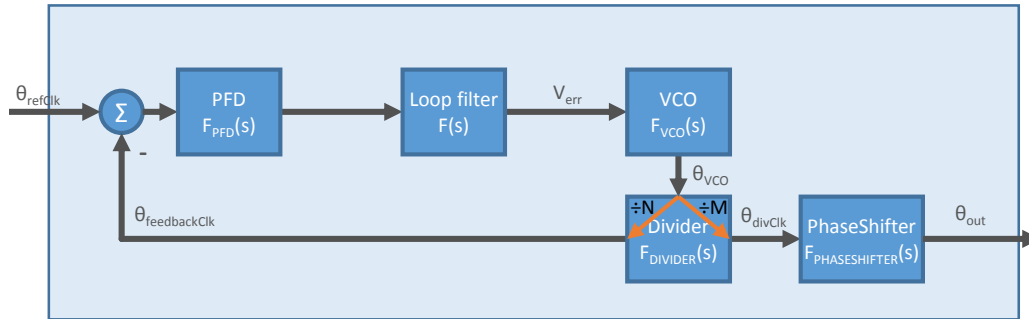 θrefClk
Σ
-
PFD
FPFD(s)
Loop filter
F(s)
Verr
VCO
FVCO(s)
θVCO
θfeedbackClk
÷N
÷M
Divider
FDIVIDER(s)
θdivClk
PhaseShifter
FPHASESHIFTER(s)
θout